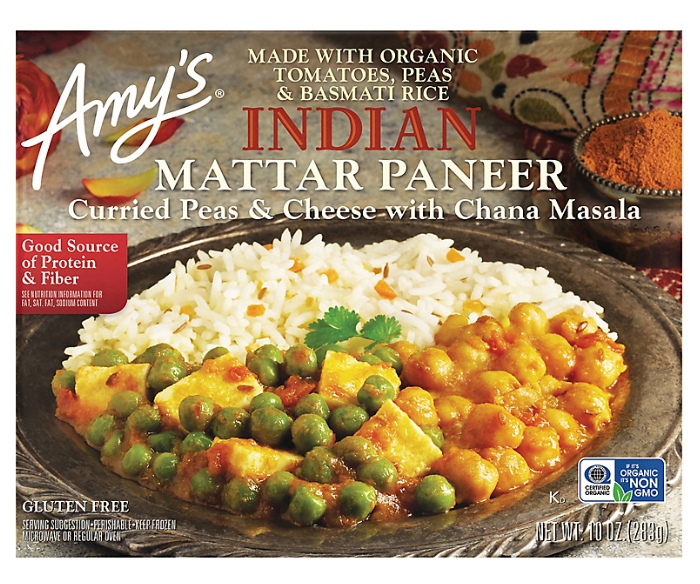 Amy's®
MADE WITH ORGANIC
TOMATOES, PEAS
& BASMATI RICE
INDIAN
MATTAR PANEER
Curried Peas & Cheese with Chana Masala
Good Source
of Protein
& Fiber
SEE NUTRITION INFORMATION FOR
FAT, SAT. FAT, SODIUM CONTENT
GLUTEN FREE
SERVING SUGGESTION•PERISHABLE•KEEP FROZEN
MICROWAVE OR REGULAR OVEN
K D
CERTIFIED
ORGANIC
IF IT'S
ORGANIC
IT'S NON
GMO
NET WT. 10 OZ.(283g)